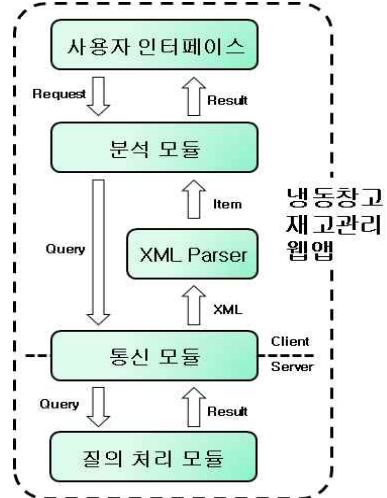 사용자 인터페이스
Request
Result
분석 모듈
Item
Query
XML Parser
XML
통신 모듈
Client
Server
Query
Result
질의 처리 모듈
냉동창고
재고관리
웹앱